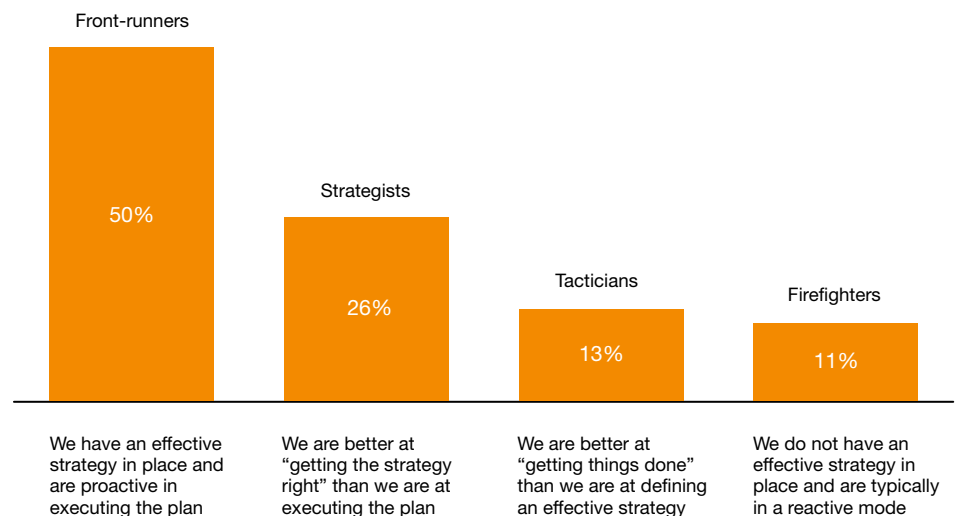 Front-runners
50%
Strategists
26%
Tacticians
13%
Firefighters
11%
We have an effective
strategy in place and
are proactive in
executing the plan
We are better at
“getting the strategy
right” than we are at
executing the plan
We are better at
“getting things done”
than we are at defining
an effective strategy
We do not have an
effective strategy in
place and are typically
in a reactive mode